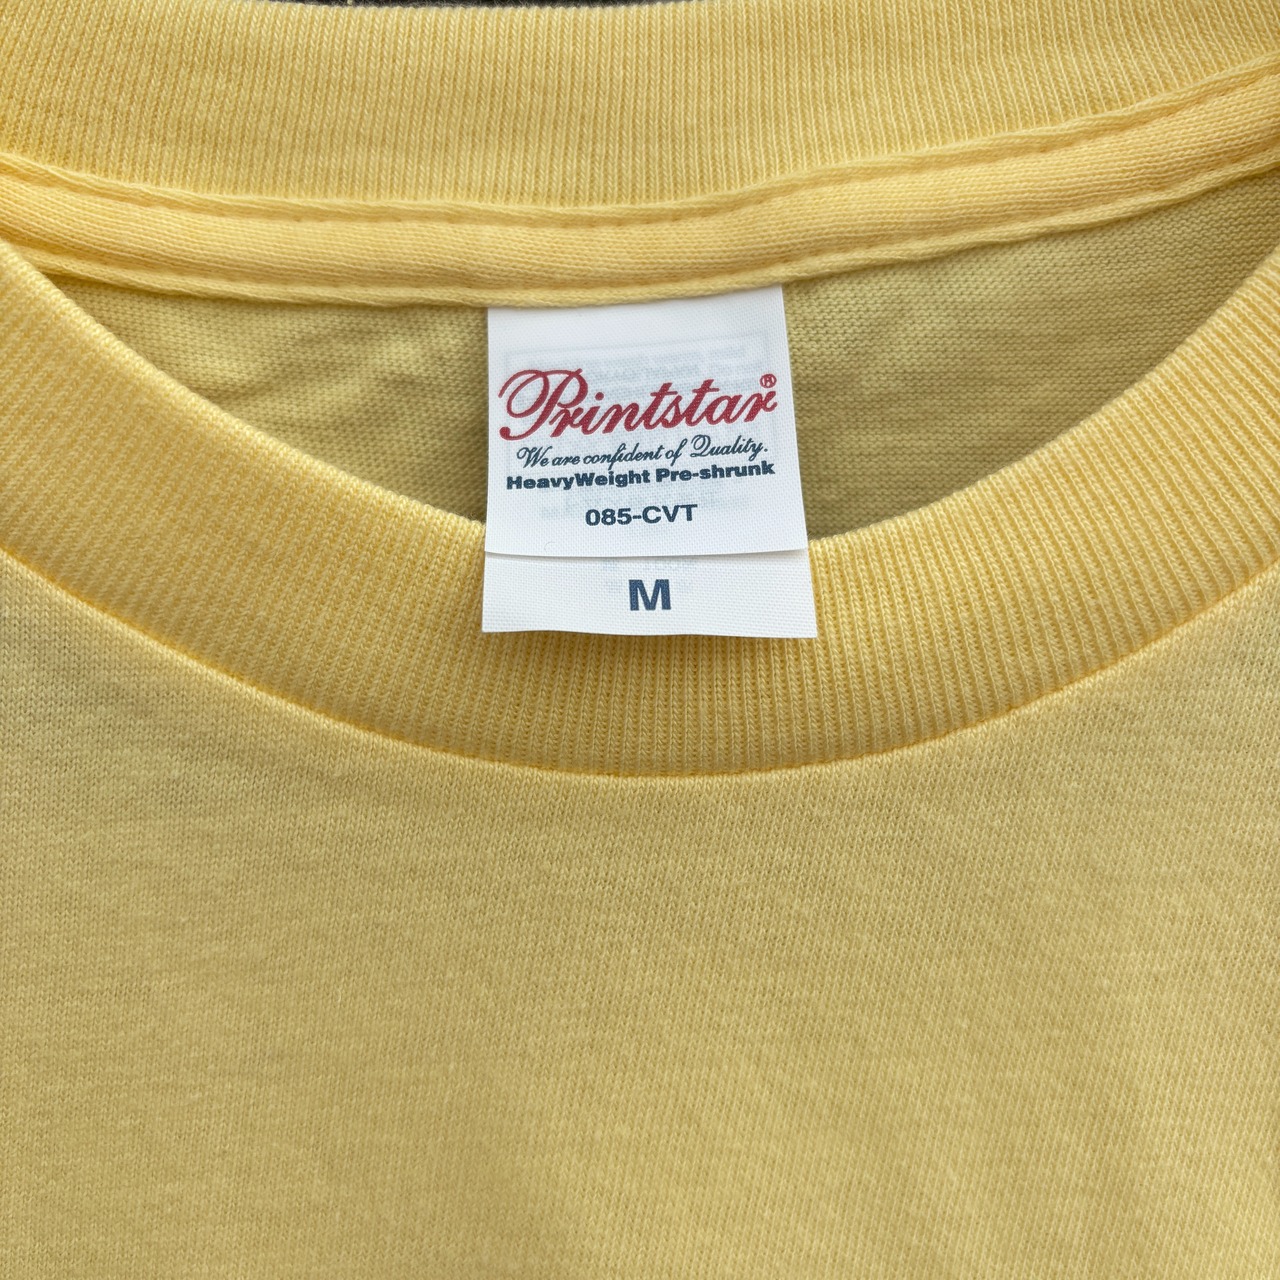 Printstar®
We are confident of Quality.
HeavyWeight Pre-shrunk
085-CVT
M